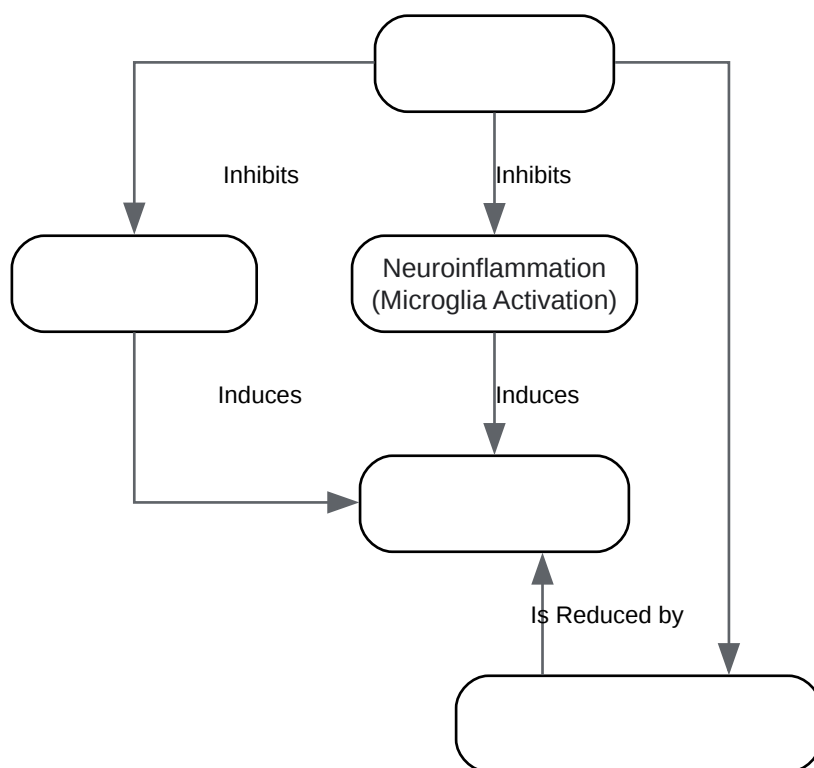 Inhibits
Inhibits
Neuroinflammation
(Microglia Activation)
Induces
Induces
Is Reduced by